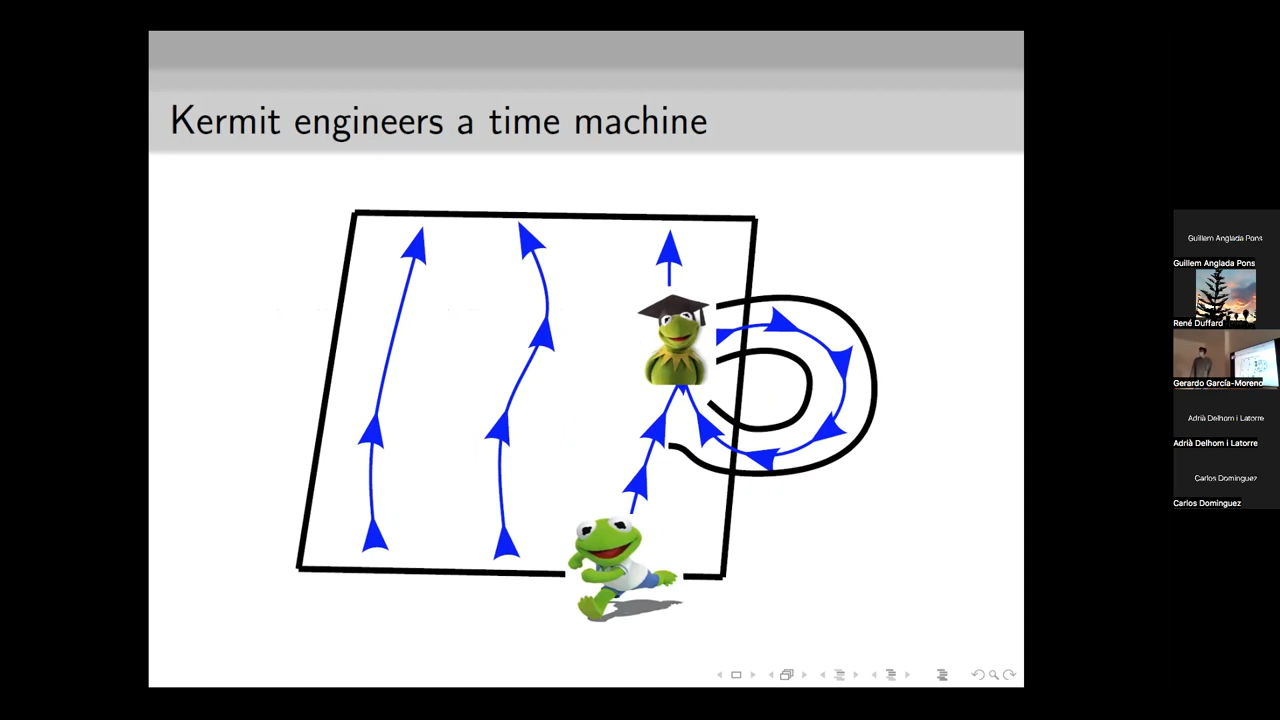 Kermit engineers a time machine
Guillem Anglada Pons
Guillem Anglada Pons
René Duffard
Gerardo García-Moreno
Adrià Delhom i Latorre
Adrià Delhom i Latorre
Carlos Dominguez
Carlos Dominguez